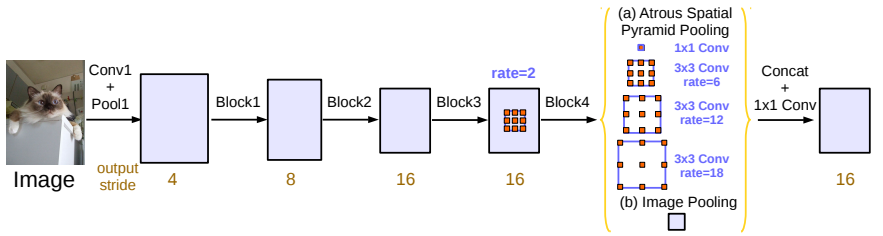 Image
Conv1
+
Pool1
output
stride
4
Block1
8
Block2
16
Block3
rate=2
16
Block4
(a) Atrous Spatial
Pyramid Pooling
1x1 Conv
3x3 Conv
rate=6
3x3 Conv
rate=12
3x3 Conv
rate=18
(b) Image Pooling
Concat
+
1x1 Conv
16